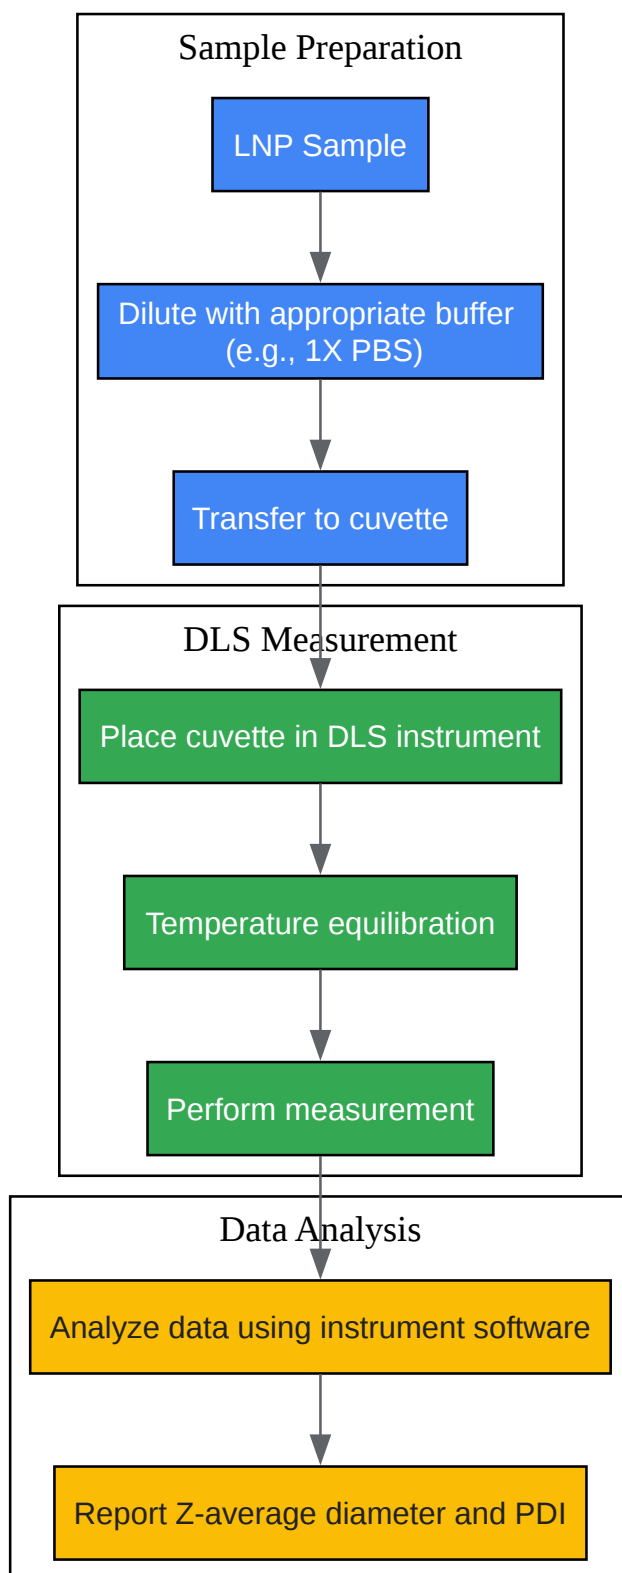 Sample Preparation
LNP Sample
Dilute with appropriate buffer
(e.g., 1X PBS)
Transfer to cuvette
DLS Measurement
Place cuvette in DLS instrument
Temperature equilibration
Perform measurement
Data Analysis
Analyze data using instrument software
Report Z-average diameter and PDI